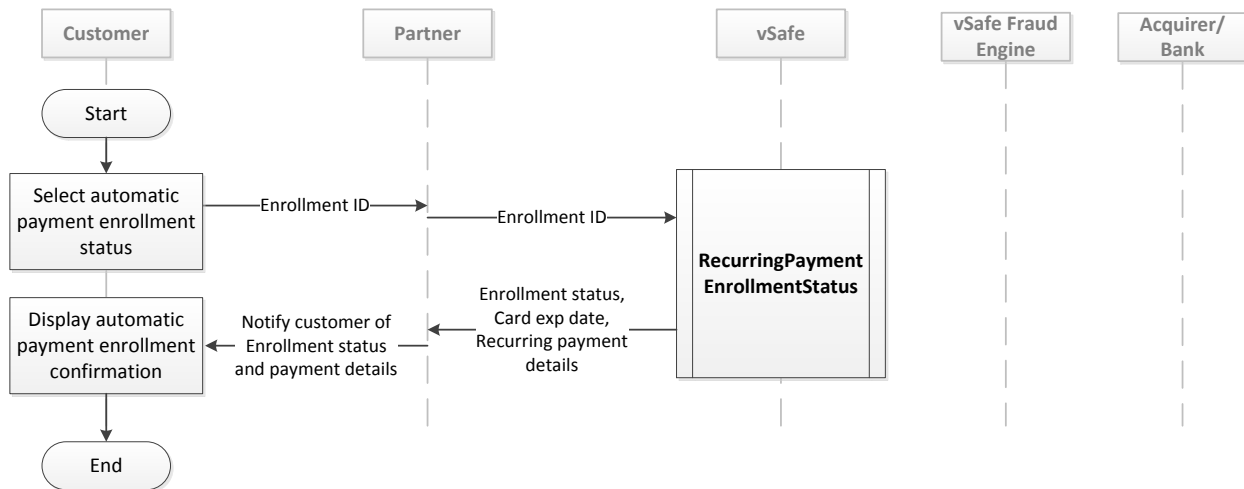 Customer
Partner
vSafe
vSafe Fraud
Engine
Acquirer/
Bank
Start
Select automatic
payment enrollment
status
Enrollment ID
Enrollment ID
RecurringPayment
EnrollmentStatus
Enrollment status,
Card exp date,
Recurring payment
details
Notify customer of
Enrollment status
and payment details
Display automatic
payment enrollment
confirmation
End